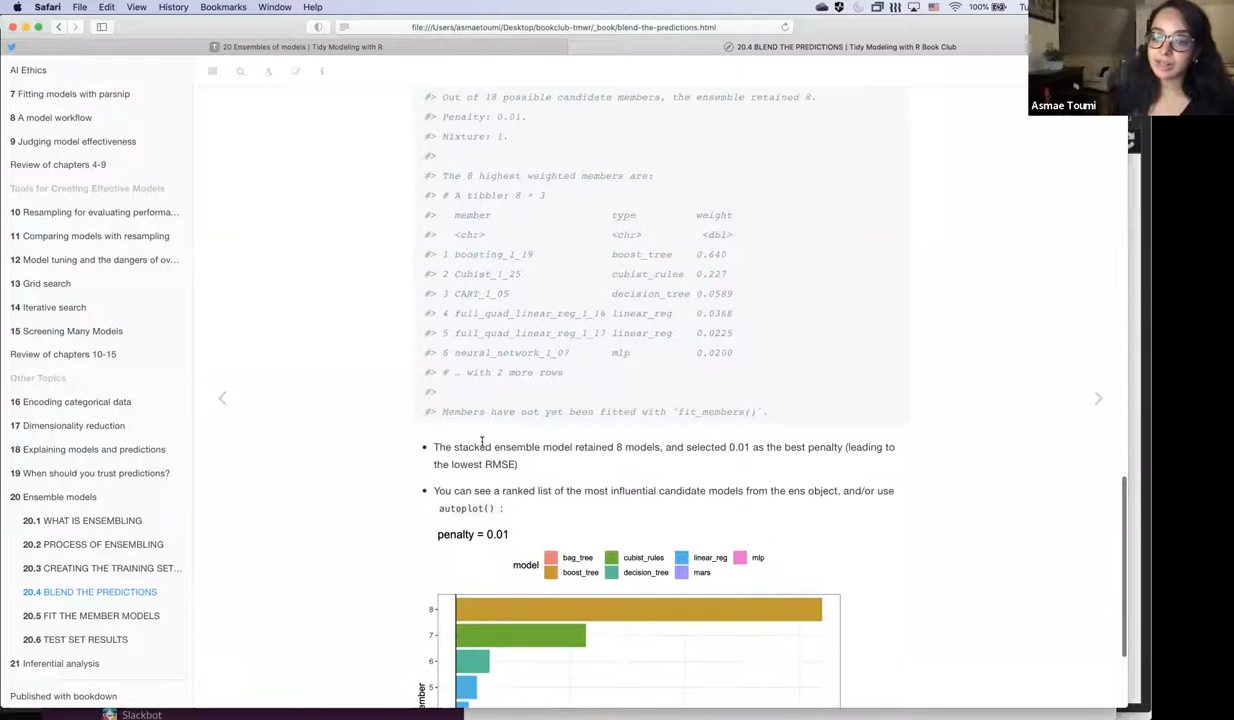 Safari File Edit View History Bookmarks Window Help
100%
Tu
file:///Users/asmaetoumi/Desktop/bookclub-tmwr/_book/blend-the-predictions.html
20 Ensembles of models | Tidy Modeling with R
20.4 BLEND THE PREDICTIONS | Tidy Modeling with R Book Club
Asmae Toumi
AI Ethics
7 Fitting models with parsnip
8 A model workflow
9 Judging model effectiveness
Review of chapters 4-9
Tools for Creating Effective Models
10 Resampling for evaluating performa...
11 Comparing models with resampling
12 Model tuning and the dangers of ov...
13 Grid search
14 Iterative search
15 Screening Many Models
Review of chapters 10-15
Other Topics
16 Encoding categorical data
17 Dimensionality reduction
18 Explaining models and predictions
19 When should you trust predictions?
20 Ensemble models
20.1 WHAT IS ENSEMBLING
20.2 PROCESS OF ENSEMBLING
20.3 CREATING THE TRAINING SET...
20.4 BLEND THE PREDICTIONS
20.5 FIT THE MEMBER MODELS
20.6 TEST SET RESULTS
21 Inferential analysis
Published with bookdown
#> Out of 18 possible candidate members, the ensemble retained 8.
#> Penalty: 0.01.
#> Mixture: 1.
#>
#> The 8 highest weighted members are:
#> # A tibble: 8 × 3
#> member type weight
#> <chr> <chr> <dbl>
#> 1 boosting_1_19 boost_tree 0.640
#> 2 Cubist_1_25 cubist_rules 0.227
#> 3 CART_1_05 decision_tree 0.0589
#> 4 full_quad_linear_reg_1_16 linear_reg 0.0368
#> 5 full_quad_linear_reg_1_17 linear_reg 0.0225
#> 6 neural_network_1_07 mlp 0.0200
#> # … with 2 more rows
#>
#> Members have not yet been fitted with `fit_members()`.
• The stacked ensemble model retained 8 models, and selected 0.01 as the best penalty (leading to
the lowest RMSE)
• You can see a ranked list of the most influential candidate models from the ens object, and/or use
autoplot() :
penalty = 0.01
model bag_tree cubist_rules linear_reg mlp
boost_tree decision_tree mars
8
7
6
5
Slackbot